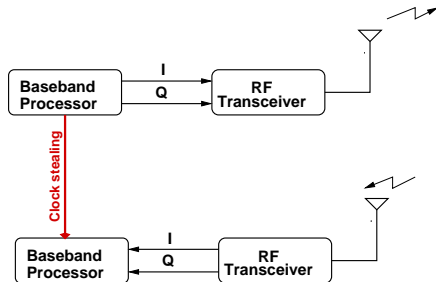 I
Baseband
Processor
Q
RF
Transceiver
Clock stealing
I
Baseband
Processor
Q
RF
Transceiver